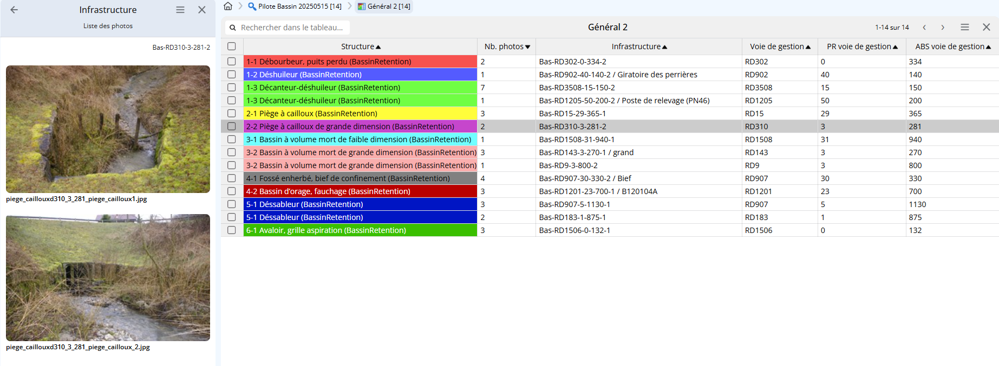 Infrastructure
Liste des photos
Bas-RD310-3-281-2
piege_caillouxd310_3_281_piege_cailloux1.jpg
piege_caillouxd310_3_281_piege_cailloux_2.jpg
Pilote Bassin 20250515 [14] Général 2 [14]
Rechercher dans le tableau... Général 2 1-14 sur 14
Structure Nb. photos Infrastructure Voie de gestion PR voie de gestion ABS voie de gestion
1-1 Débourbeur, puits perdu (BassinRetention) 2 Bas-RD302-0-334-2 RD302 0 334
1-2 Déshuileur (BassinRetention) 1 Bas-RD902-40-140-2 / Giratoire des perrières RD902 40 140
1-3 Décanteur-déshuileur (BassinRetention) 7 Bas-RD3508-15-150-2 RD3508 15 150
1-3 Décanteur-déshuileur (BassinRetention) 1 Bas-RD1205-50-200-2 / Poste de relevage (PN46) RD1205 50 200
2-1 Piège à cailloux (BassinRetention) 3 Bas-RD15-29-365-1 RD15 29 365
2-2 Piège à cailloux de grande dimension (BassinRetention) 2 Bas-RD310-3-281-2 RD310 3 281
3-1 Bassin à volume mort de faible dimension (BassinRetention) 1 Bas-RD1508-31-940-1 RD1508 31 940
3-2 Bassin à volume mort de grande dimension (BassinRetention) 3 Bas-RD143-3-270-1 / grand RD143 3 270
3-2 Bassin à volume mort de grande dimension (BassinRetention) 1 Bas-RD9-3-800-2 RD9 3 800
4-1 Fossé enherbé, bief de confinement (BassinRetention) 4 Bas-RD907-30-330-2 / Bief RD907 30 330
4-2 Bassin d'orage, fauchage (BassinRetention) 3 Bas-RD1201-23-700-1 / B120104A RD1201 23 700
5-1 Déssableur (BassinRetention) 3 Bas-RD907-5-1130-1 RD907 5 1130
5-1 Déssableur (BassinRetention) 2 Bas-RD183-1-875-1 RD183 1 875
6-1 Avaloir, grille aspiration (BassinRetention) 3 Bas-RD1506-0-132-1 RD1506 0 132